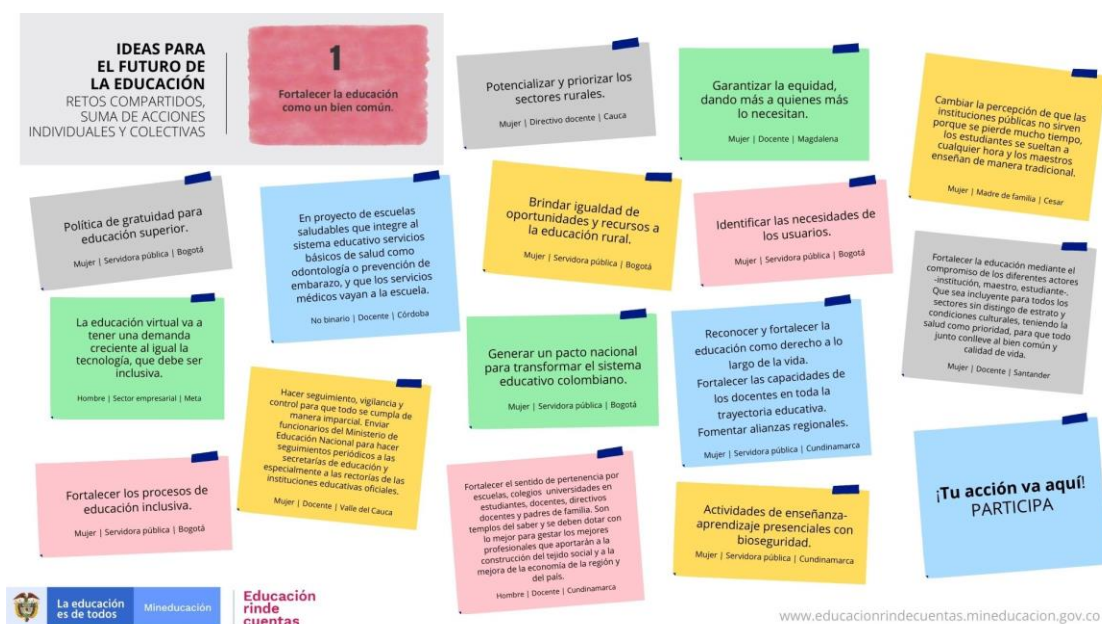 IDEAS PARA
EL FUTURO DE
LA EDUCACIÓN
RETOS COMPARTIDOS,
SUMA DE ACCIONES
INDIVIDUALES Y COLECTIVAS
1
Fortalecer la educación
como un bien común.
Potencializar y priorizar los
sectores rurales.
Mujer | Directivo docente | Cauca
Garantizar la equidad,
dando más a quienes más
lo necesitan.
Mujer | Docente | Magdalena
Cambiar la percepción de que las
instituciones públicas no sirven
porque se pierde mucho tiempo,
los estudiantes se sueltan a
cualquier hora y los maestros
enseñan de manera tradicional.
Mujer | Madre de familia | Cesar
Política de gratuidad para
educación superior.
Mujer | Servidora pública | Bogotá
En proyecto de escuelas
saludables que integre al
sistema educativo servicios
básicos de salud como
odontología o prevención de
embarazo, y que los servicios
médicos vayan a la escuela.
No binario | Docente | Córdoba
Brindar igualdad de
oportunidades y recursos a
la educación rural.
Mujer | Servidora pública | Bogotá
Identificar las necesidades de
los usuarios.
Mujer | Servidora pública | Bogotá
Fortalecer la educación mediante el
compromiso de los diferentes actores
-institución, maestro, estudiante-.
Que sea incluyente para todos los
sectores sin distingo de estrato y
condiciones culturales, teniendo la
salud como prioridad, para que todo
junto conlleve al bien común y
calidad de vida.
Mujer | Docente | Santander
La educación virtual va a
tener una demanda
creciente al igual la
tecnología, que debe ser
inclusiva.
Hombre | Sector empresarial | Meta
Hacer seguimiento, vigilancia y
control para que todo se cumpla de
manera imparcial. Enviar
funcionarios del Ministerio de
Educación Nacional para hacer
seguimientos periódicos a las
secretarías de educación y
especialmente a las rectorías de las
instituciones educativas oficiales.
Mujer | Docente | Valle del Cauca
Generar un pacto nacional
para transformar el sistema
educativo colombiano.
Mujer | Servidora pública | Bogotá
Reconocer y fortalecer la
educación como derecho a lo
largo de la vida.
Fortalecer las capacidades de
los docentes en toda la
trayectoria educativa.
Fomentar alianzas regionales.
Mujer | Servidora pública | Cundinamarca
Fortalecer los procesos de
educación inclusiva.
Mujer | Servidora pública | Bogotá
Fortalecer el sentido de pertenencia por
escuelas, colegios universidades en
estudiantes, docentes, directivos
docentes y padres de familia. Son
templos del saber y se deben dotar con
lo mejor para gestar los mejores
profesionales que aportarán a la
construcción del tejido social y a la
mejora de la economía de la región y
del país.
Hombre | Docente | Cundinamarca
Actividades de enseñanza-
aprendizaje presenciales con
bioseguridad.
Mujer | Servidora pública | Cundinamarca
¡Tu acción va aquí!
PARTICIPA
La educación
es de todos
Mineducación
Educación
rinde
cuentas
www.educacionrindecuentas.mineducacion.gov.co